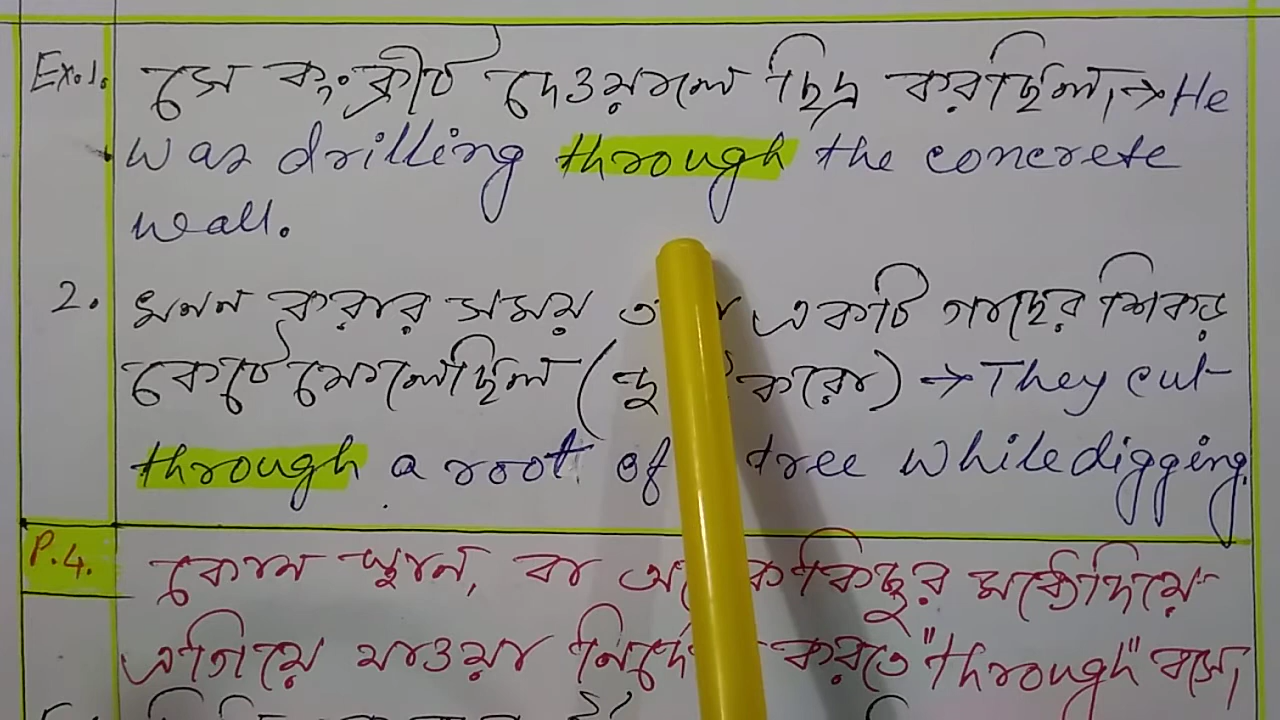 Ex:1. সে কংক্রীট দেওয়ালে ছিদ্র করছিল,→ He
was drilling through the concrete
wall.
2. খনন করার সময় একটি গাছের শিকড়
কেটে ফেলেছিল ( করে) → They cut
through a root of tree while digging.
P.4. কোন স্থান, বা কিছুর মধ্যে দিয়ে
এগিয়ে যাওয়া করতে "through" বসে,